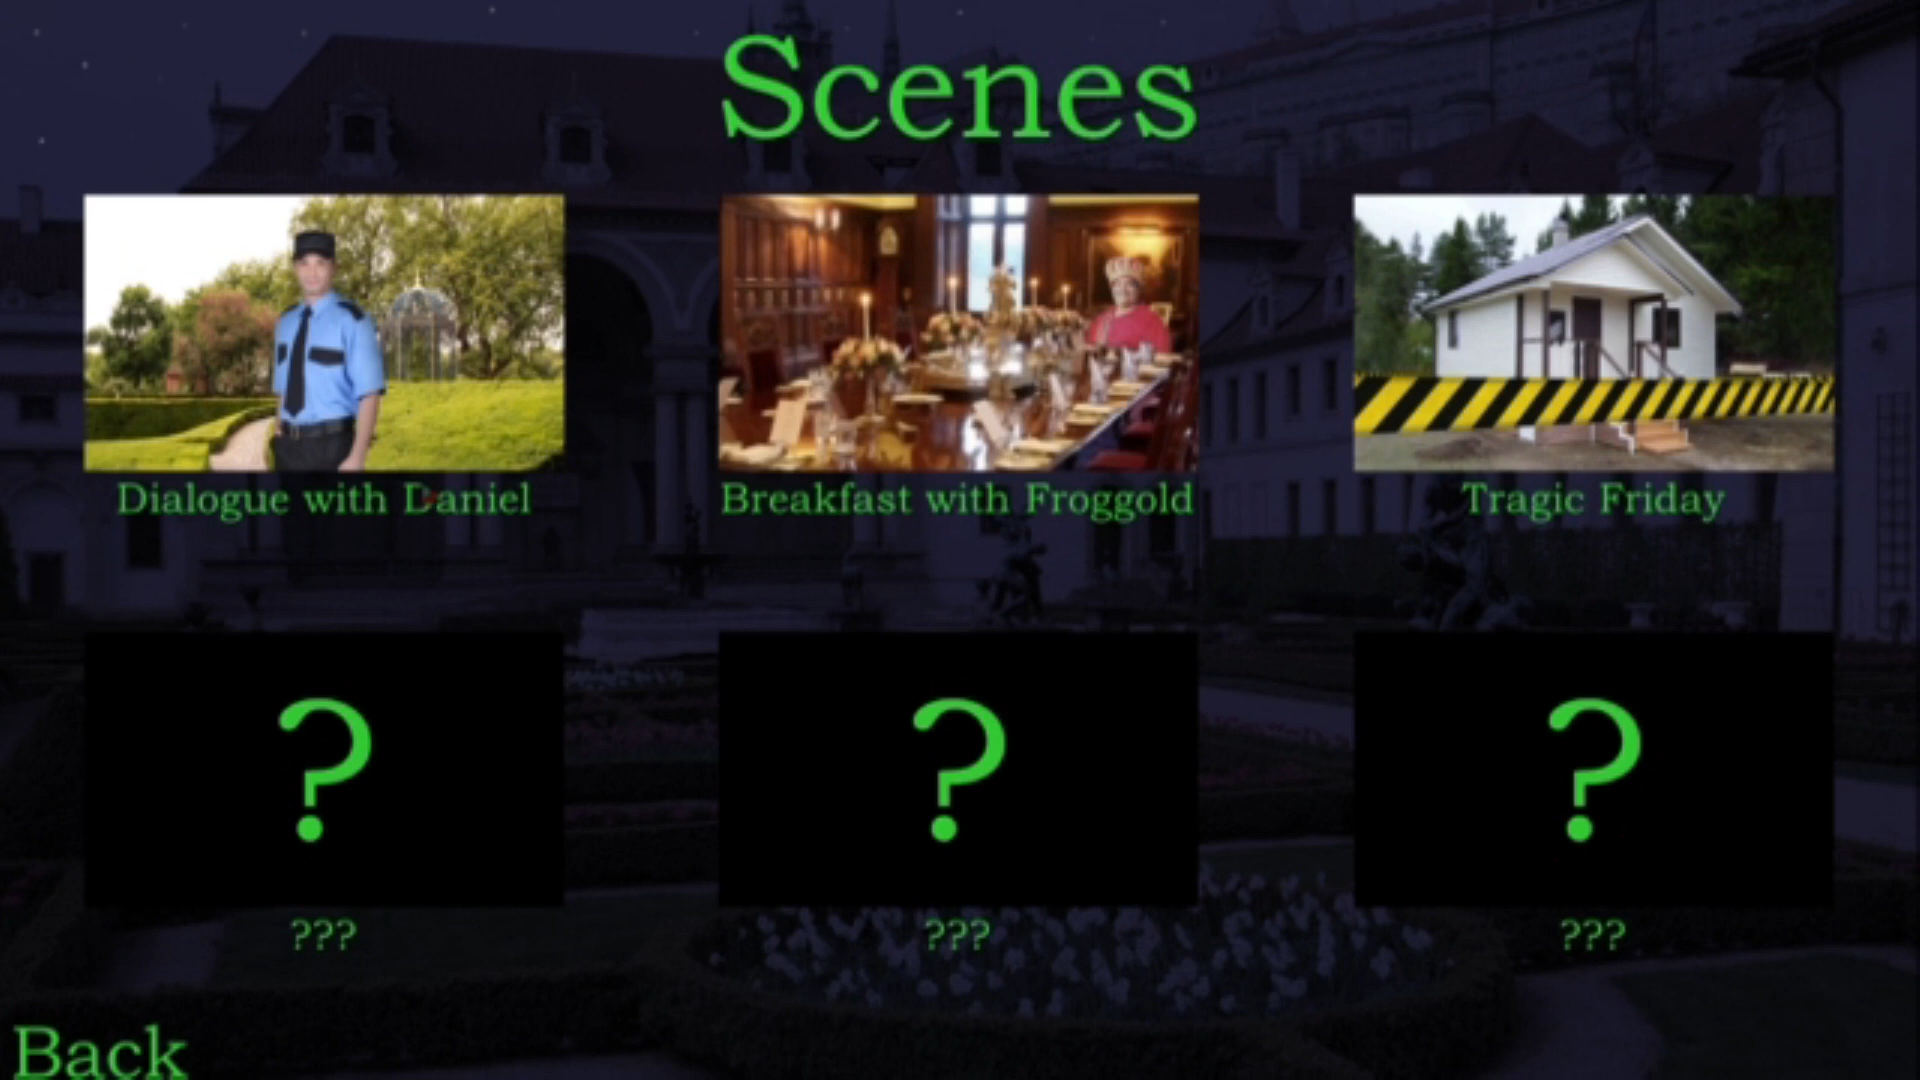 Scenes
Dialogue with Daniel
Breakfast with Froggold
Tragic Friday
?
?
?
???
???
???
Back